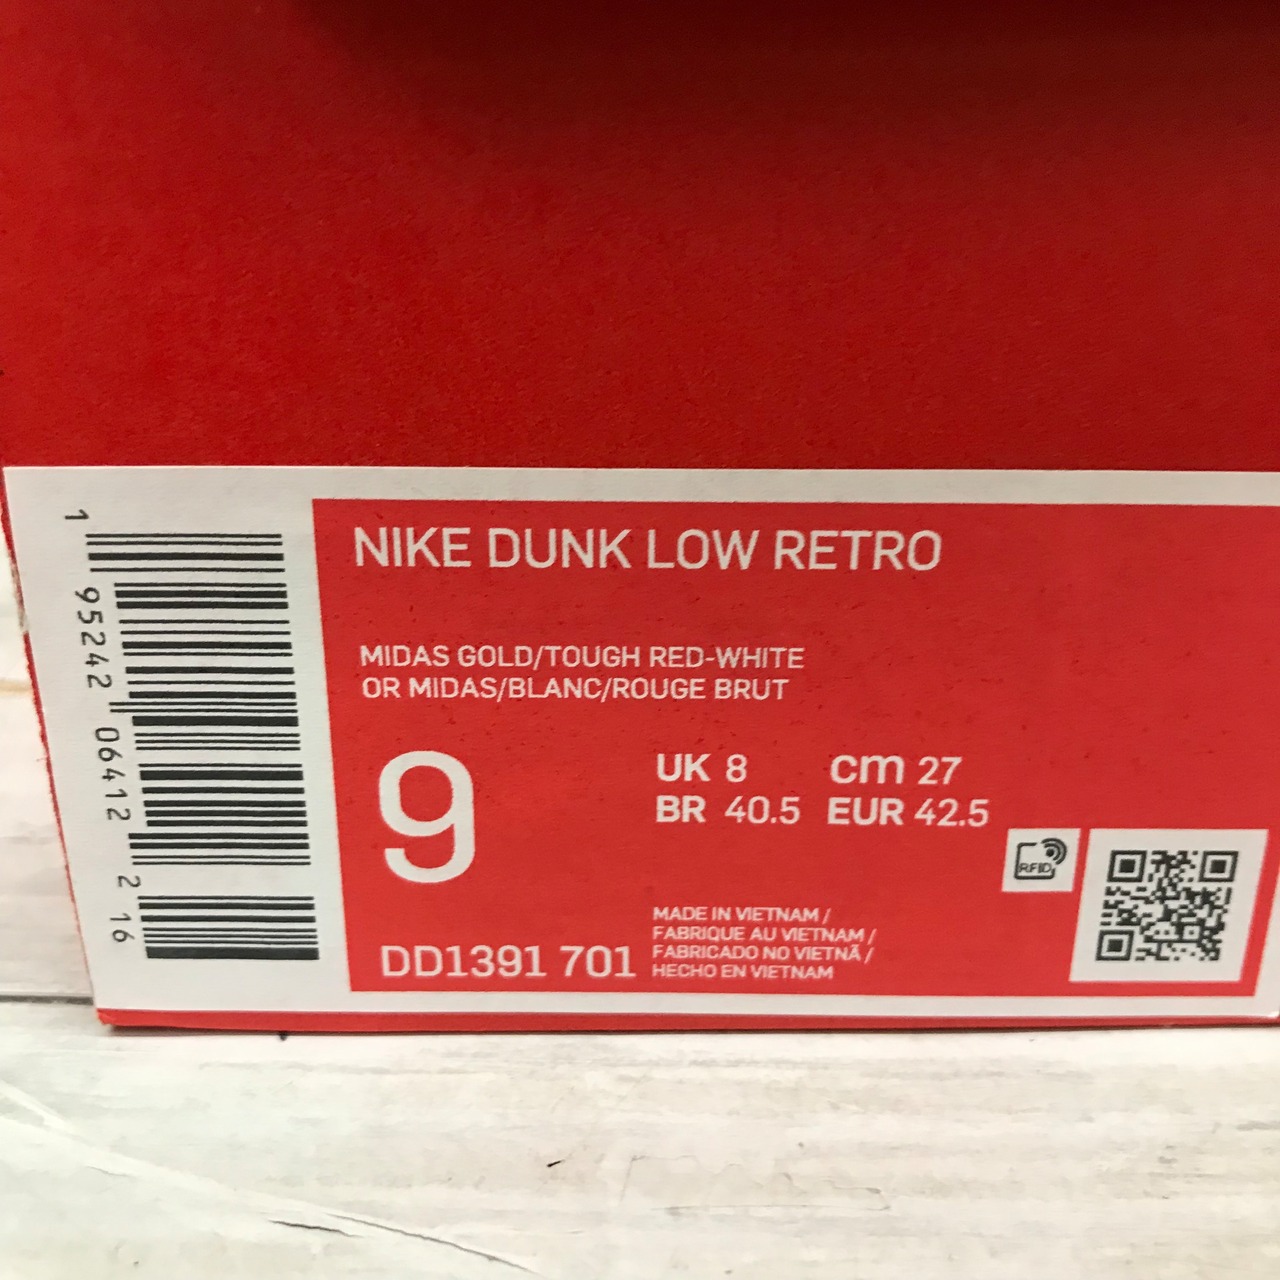 1 95242 06412 2 16
NIKE DUNK LOW RETRO
MIDAS GOLD/TOUGH RED-WHITE
OR MIDAS/BLANC/ROUGE BRUT
9
UK 8 cm 27
BR 40.5 EUR 42.5
RFID
DD1391 701
MADE IN VIETNAM /
FABRIQUE AU VIETNAM /
FABRICADO NO VIETNÃ /
HECHO EN VIETNAM